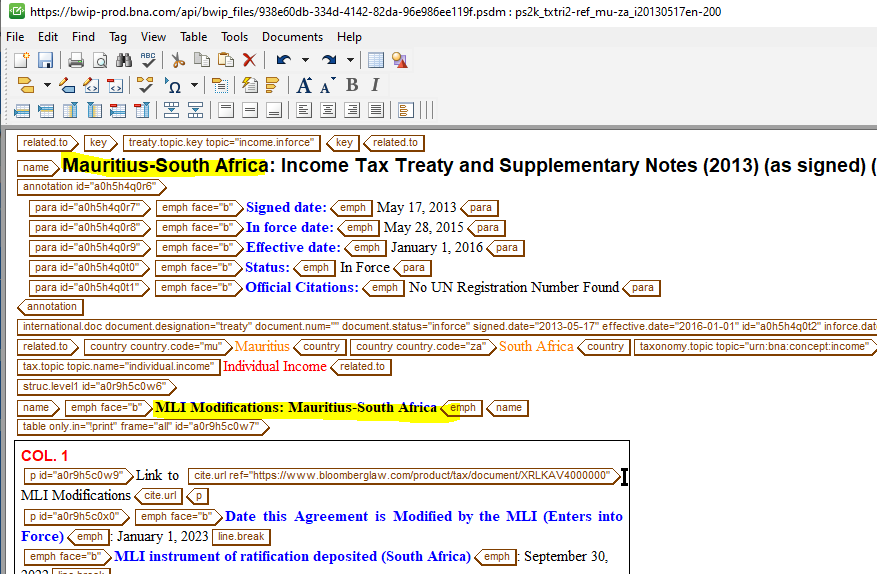 https://bwip-prod.bna.com/api/bwip_files/938e60db-334d-4142-82da-96e986ee119f.psdm : ps2k_txtri2-ref_mu-za_i20130517en-200
File Edit Find Tag View Table Tools Documents Help
ABC
Ω A A B I
related.to key treaty.topic.key topic="income.inforce" key related.to
name Mauritius-South Africa: Income Tax Treaty and Supplementary Notes (2013) (as signed) (
annotation id="a0h5h4q0r6"
para id="a0h5h4q0r7" emph face="b" Signed date: emph May 17, 2013 para
para id="a0h5h4q0r8" emph face="b" In force date: emph May 28, 2015 para
para id="a0h5h4q0r9" emph face="b" Effective date: emph January 1, 2016 para
para id="a0h5h4q0t0" emph face="b" Status: emph In Force para
para id="a0h5h4q0t1" emph face="b" Official Citations: emph No UN Registration Number Found para
annotation
international.doc document.designation="treaty" document.num="" document.status="inforce" signed.date="2013-05-17" effective.date="2016-01-01" id="a0h5h4q0t2" inforce.date
related.to country country.code="mu" Mauritius country country country.code="za" South Africa country taxonomy.topic topic="urn:bna:concept:income"
tax.topic topic.name="individual.income" Individual Income related.to
struc.level1 id="a0r9h5c0w6"
name emph face="b" MLI Modifications: Mauritius-South Africa emph name
table only.in="!print" frame="all" id="a0r9h5c0w7"
COL. 1
p id="a0r9h5c0w9" Link to cite.url ref="https://www.bloomberglaw.com/product/tax/document/XRLKAV4000000"
MLI Modifications cite.url p
p id="a0r9h5c0x0" emph face="b" Date this Agreement is Modified by the MLI (Enters into
Force) emph : January 1, 2023 line.break
emph face="b" MLI instrument of ratification deposited (South Africa) emph : September 30,
2022 line.break